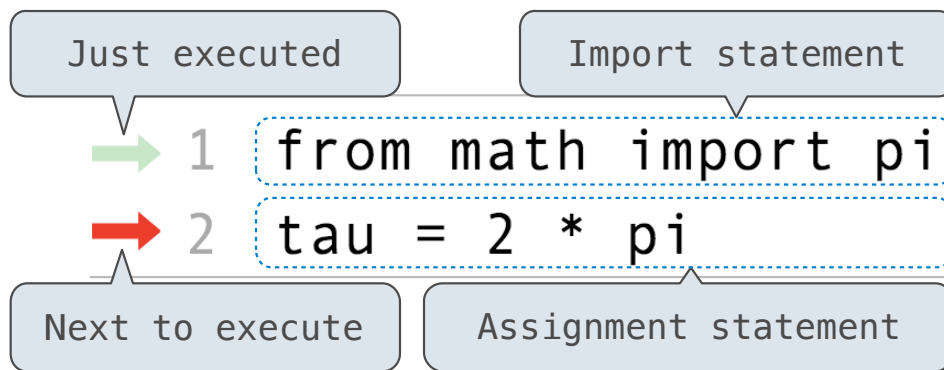 Just executed
Import statement
1 from math import pi
2 tau = 2 * pi
Next to execute
Assignment statement